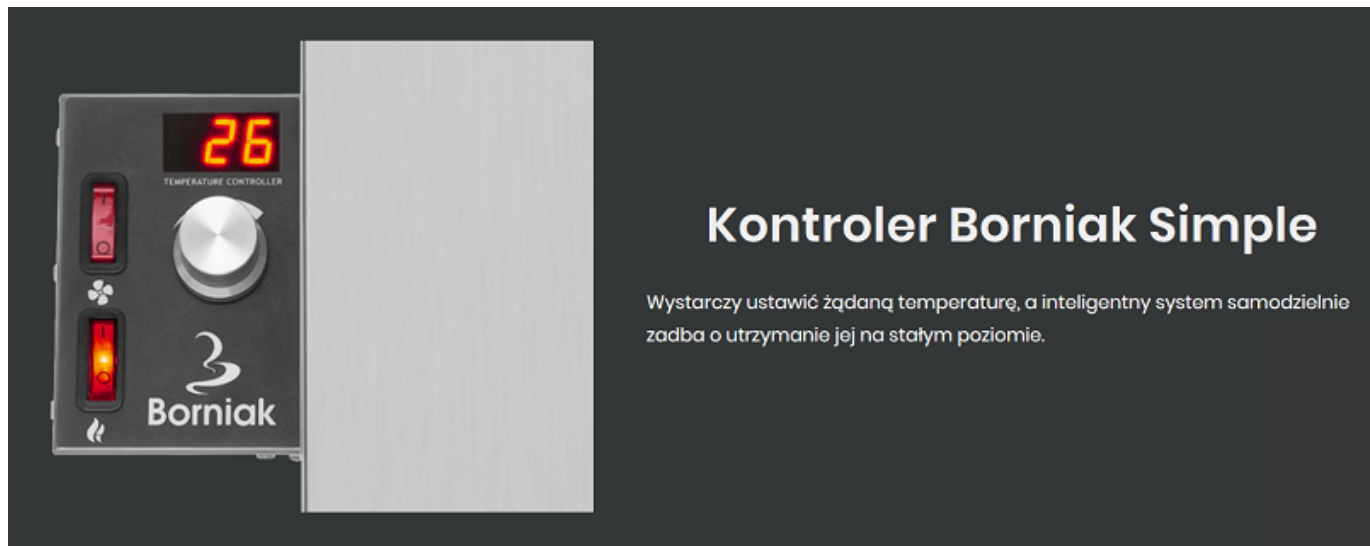 26
TEMPERATURE CONTROLLER
I
O
I
O
Borniak
Kontroler Borniak Simple
Wystarczy ustawić żądaną temperaturę, a inteligentny system samodzielnie
zadba o utrzymanie jej na stałym poziomie.